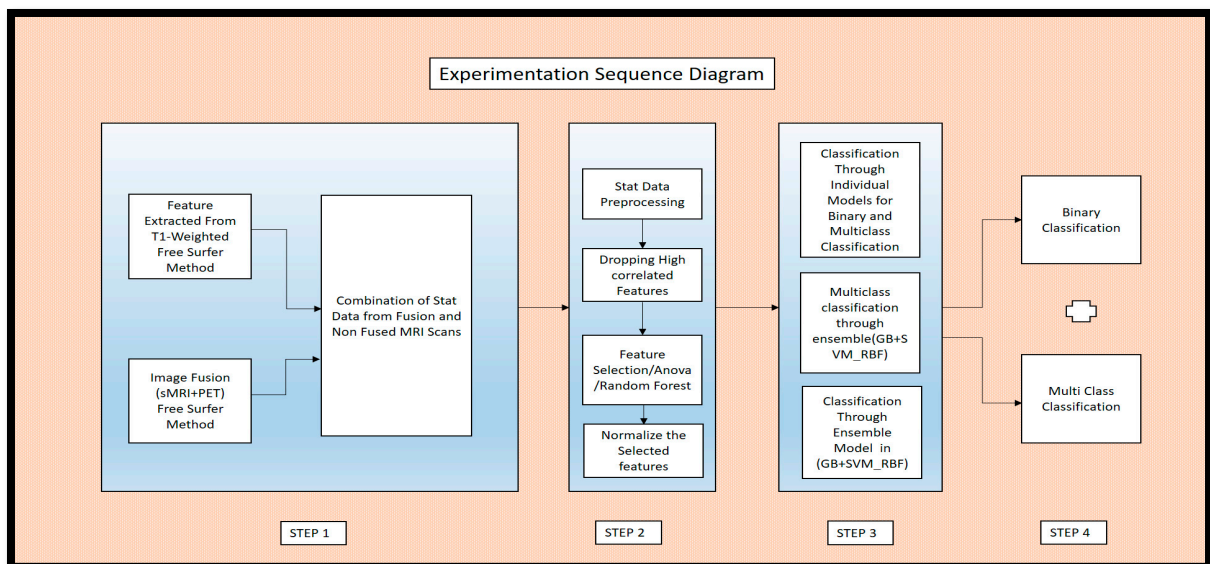 Experimentation Sequence Diagram
Feature
Extracted From
T1-Weighted
Free Surfer
Method
Image Fusion
(sMRI+PET)
Free Surfer
Method
Combination of Stat
Data from Fusion and
Non Fused MRI Scans
STEP 1
Stat Data
Preprocessing
Dropping High
correlated
Features
Feature
Selection/Anova
/Random Forest
Normalize the
Selected
features
STEP 2
Classification
Through
Individual
Models for
Binary and
Multiclass
Classification
Multiclass
classification
through
ensemble(GB+S
VM_RBF)
Classification
Through
Ensemble
Model in
(GB+SVM_RBF)
STEP 3
Binary
Classification
Multi Class
Classification
STEP 4